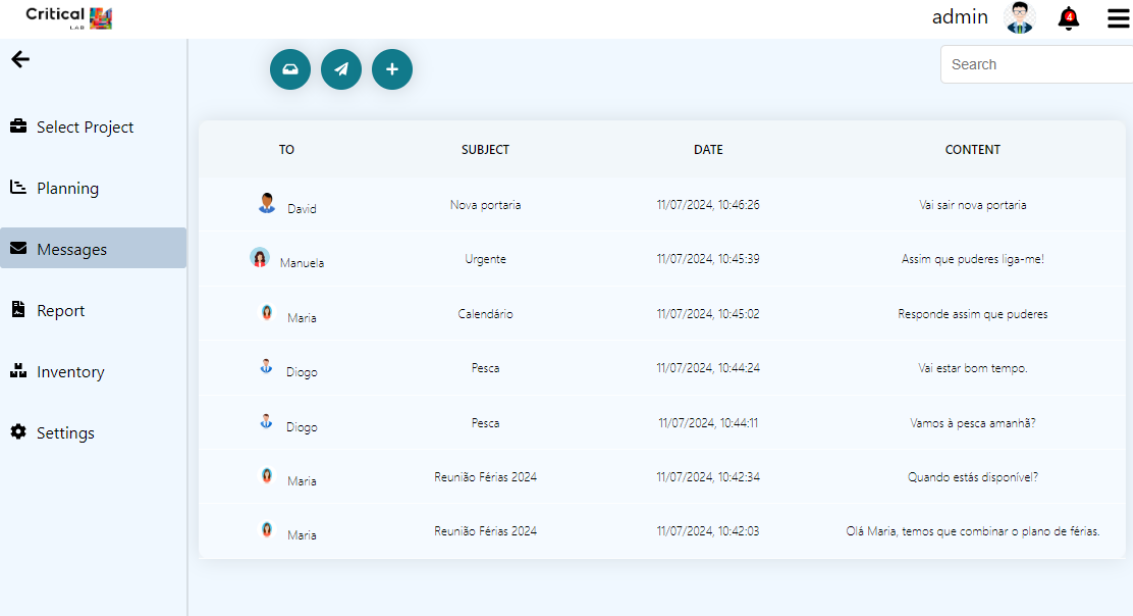 Critical
LAB
admin
4
Search
Select Project
Planning
Messages
Report
Inventory
Settings
TO SUBJECT DATE CONTENT
David Nova portaria 11/07/2024, 10:46:26 Vai sair nova portaria
Manuela Urgente 11/07/2024, 10:45:39 Assim que puderes liga-me!
Maria Calendário 11/07/2024, 10:45:02 Responde assim que puderes
Diogo Pesca 11/07/2024, 10:44:24 Vai estar bom tempo.
Diogo Pesca 11/07/2024, 10:44:11 Vamos à pesca amanhã?
Maria Reunião Férias 2024 11/07/2024, 10:42:34 Quando estás disponível?
Maria Reunião Férias 2024 11/07/2024, 10:42:03 Olá Maria, temos que combinar o plano de férias.